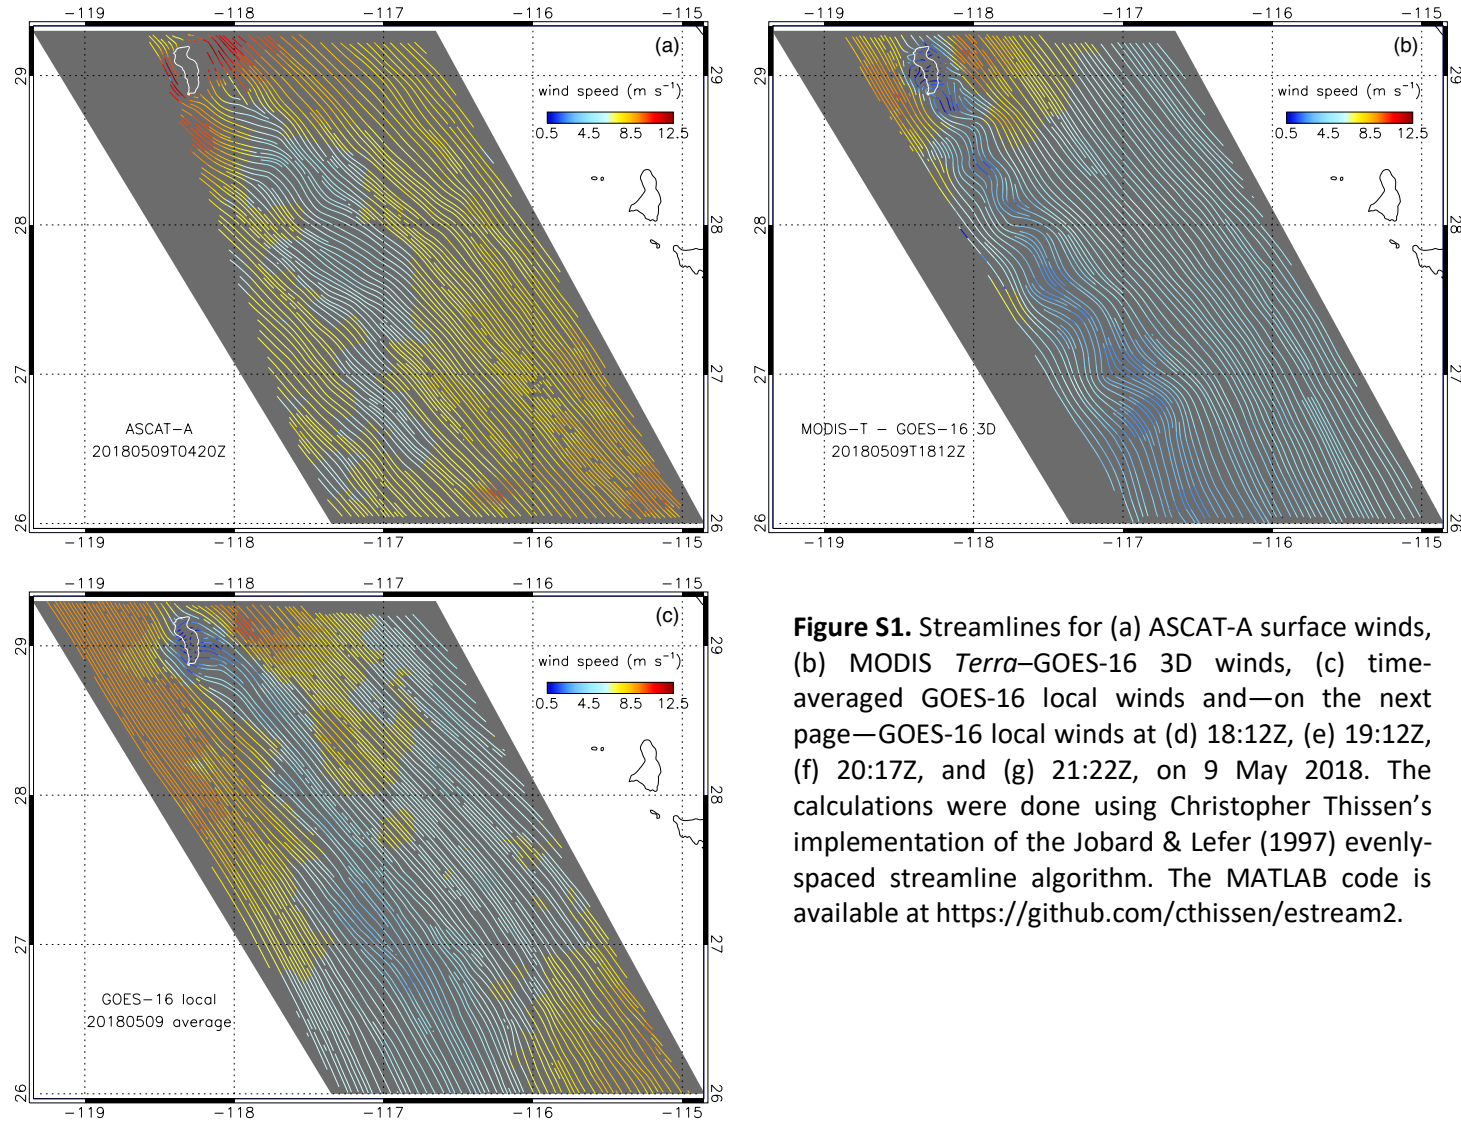 −119 −118 −117 −116 −115
(a)
29 29
wind speed (m s⁻¹)
0.5 4.5 8.5 12.5
28 28
27 27
ASCAT−A
20180509T0420Z
26 26
−119 −118 −117 −116 −115
−119 −118 −117 −116 −115
(b)
29 29
wind speed (m s⁻¹)
0.5 4.5 8.5 12.5
28 28
27 27
MODIS−T − GOES−16 3D
20180509T1812Z
26 26
−119 −118 −117 −116 −115
−119 −118 −117 −116 −115
(c)
29 29
wind speed (m s⁻¹)
0.5 4.5 8.5 12.5
28 28
27 27
GOES−16 local
20180509 average
26 26
−119 −118 −117 −116 −115
Figure S1. Streamlines for (a) ASCAT-A surface winds,
(b) MODIS Terra–GOES-16 3D winds, (c) time-
averaged GOES-16 local winds and—on the next
page—GOES-16 local winds at (d) 18:12Z, (e) 19:12Z,
(f) 20:17Z, and (g) 21:22Z, on 9 May 2018. The
calculations were done using Christopher Thissen’s
implementation of the Jobard & Lefer (1997) evenly-
spaced streamline algorithm. The MATLAB code is
available at https://github.com/cthissen/estream2.